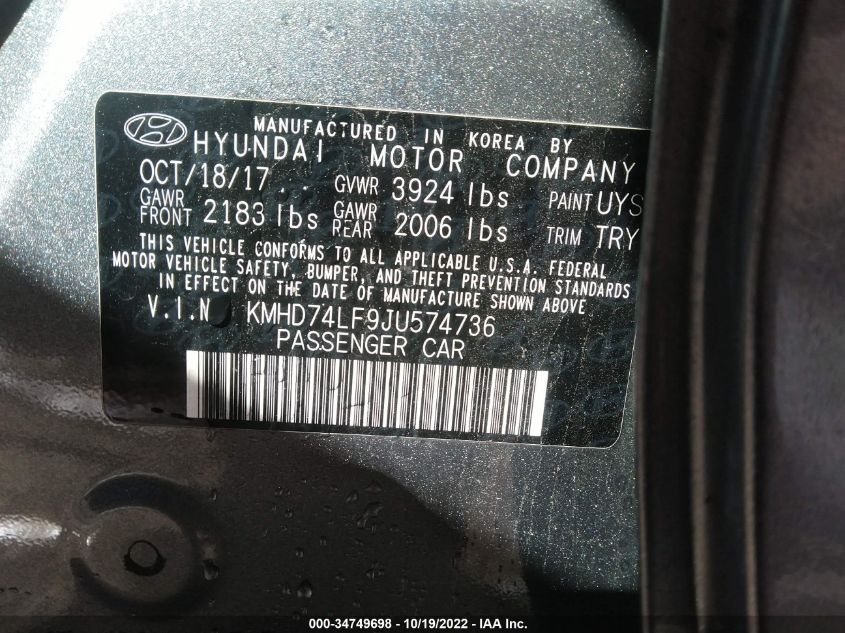 MANUFACTURED IN KOREA BY
HYUNDAI MOTOR COMPANY
OCT/18/17 GVWR 3924 lbs PAINT UYS
GAWR FRONT 2183 lbs GAWR REAR 2006 lbs TRIM TRY
THIS VEHICLE CONFORMS TO ALL APPLICABLE U.S.A. FEDERAL
MOTOR VEHICLE SAFETY, BUMPER, AND THEFT PREVENTION STANDARDS
IN EFFECT ON THE DATE OF MANUFACTURE SHOWN ABOVE
V.I.N KMHD74LF9JU574736
PASSENGER CAR
000-34749698 - 10/19/2022 - IAA Inc.